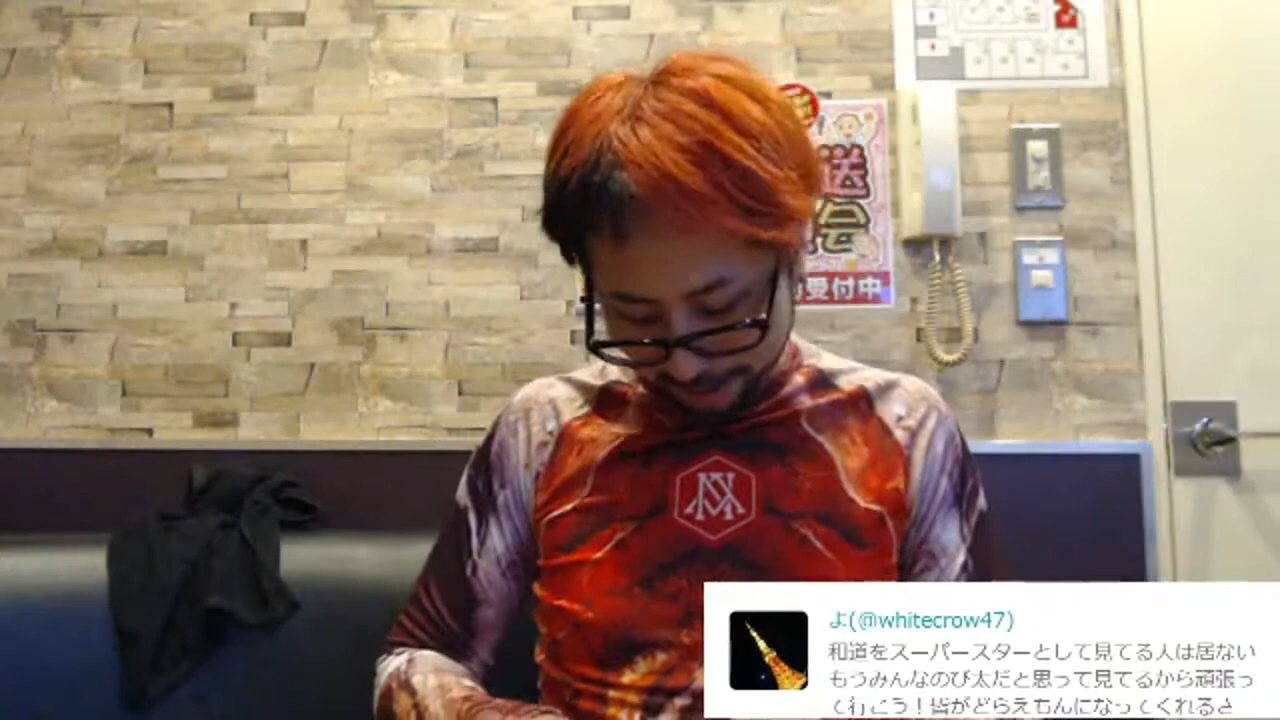 送
会
受付中
よ(@whitecrow47)
和道をスーパースターとして見てる人は居ない
もうみんなのび太だと思って見てるから頑張っ
て行こう！皆がどらえもんになってくれるさ